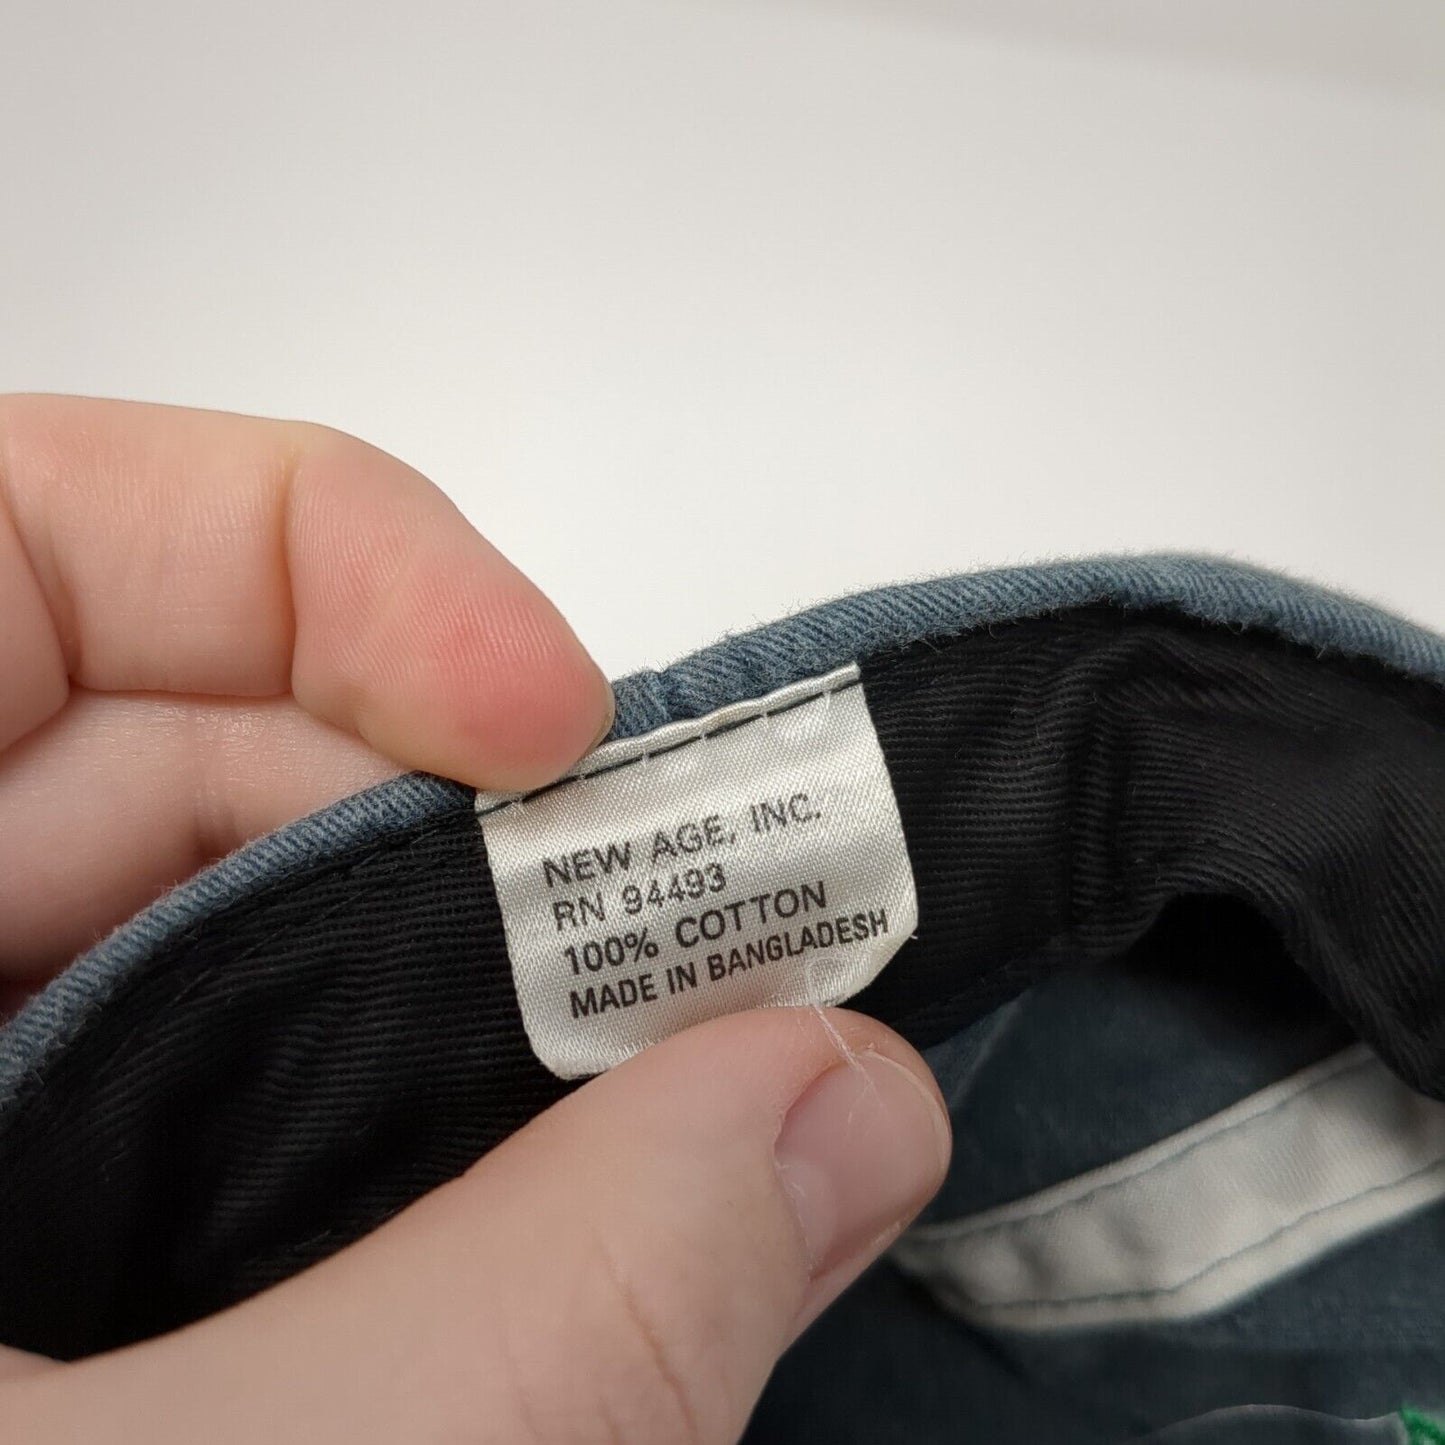 NEW AGE, INC.
RN 94493
100% COTTON
MADE IN BANGLADESH